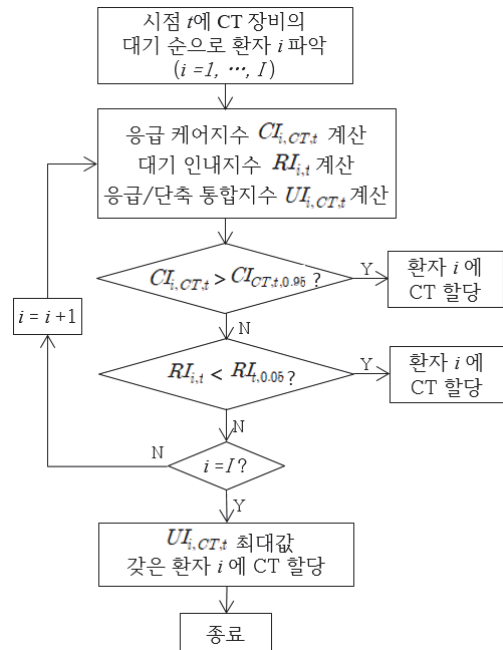 시점 t에 CT 장비의
대기 순으로 환자 i 파악
(i =1, …, I)
응급 케어지수 CI_{i,CT,t} 계산
대기 인내지수 RI_{i,t} 계산
응급/단축 통합지수 UI_{i,CT,t} 계산
CI_{i,CT,t} > CI_{CT,t,0.95} ?
Y
환자 i 에
CT 할당
i = i +1
N
RI_{i,t} < RI_{t,0.05} ?
Y
환자 i 에
CT 할당
N
N
i = I ?
Y
UI_{i,CT,t} 최대값
갖은 환자 i 에 CT 할당
종료